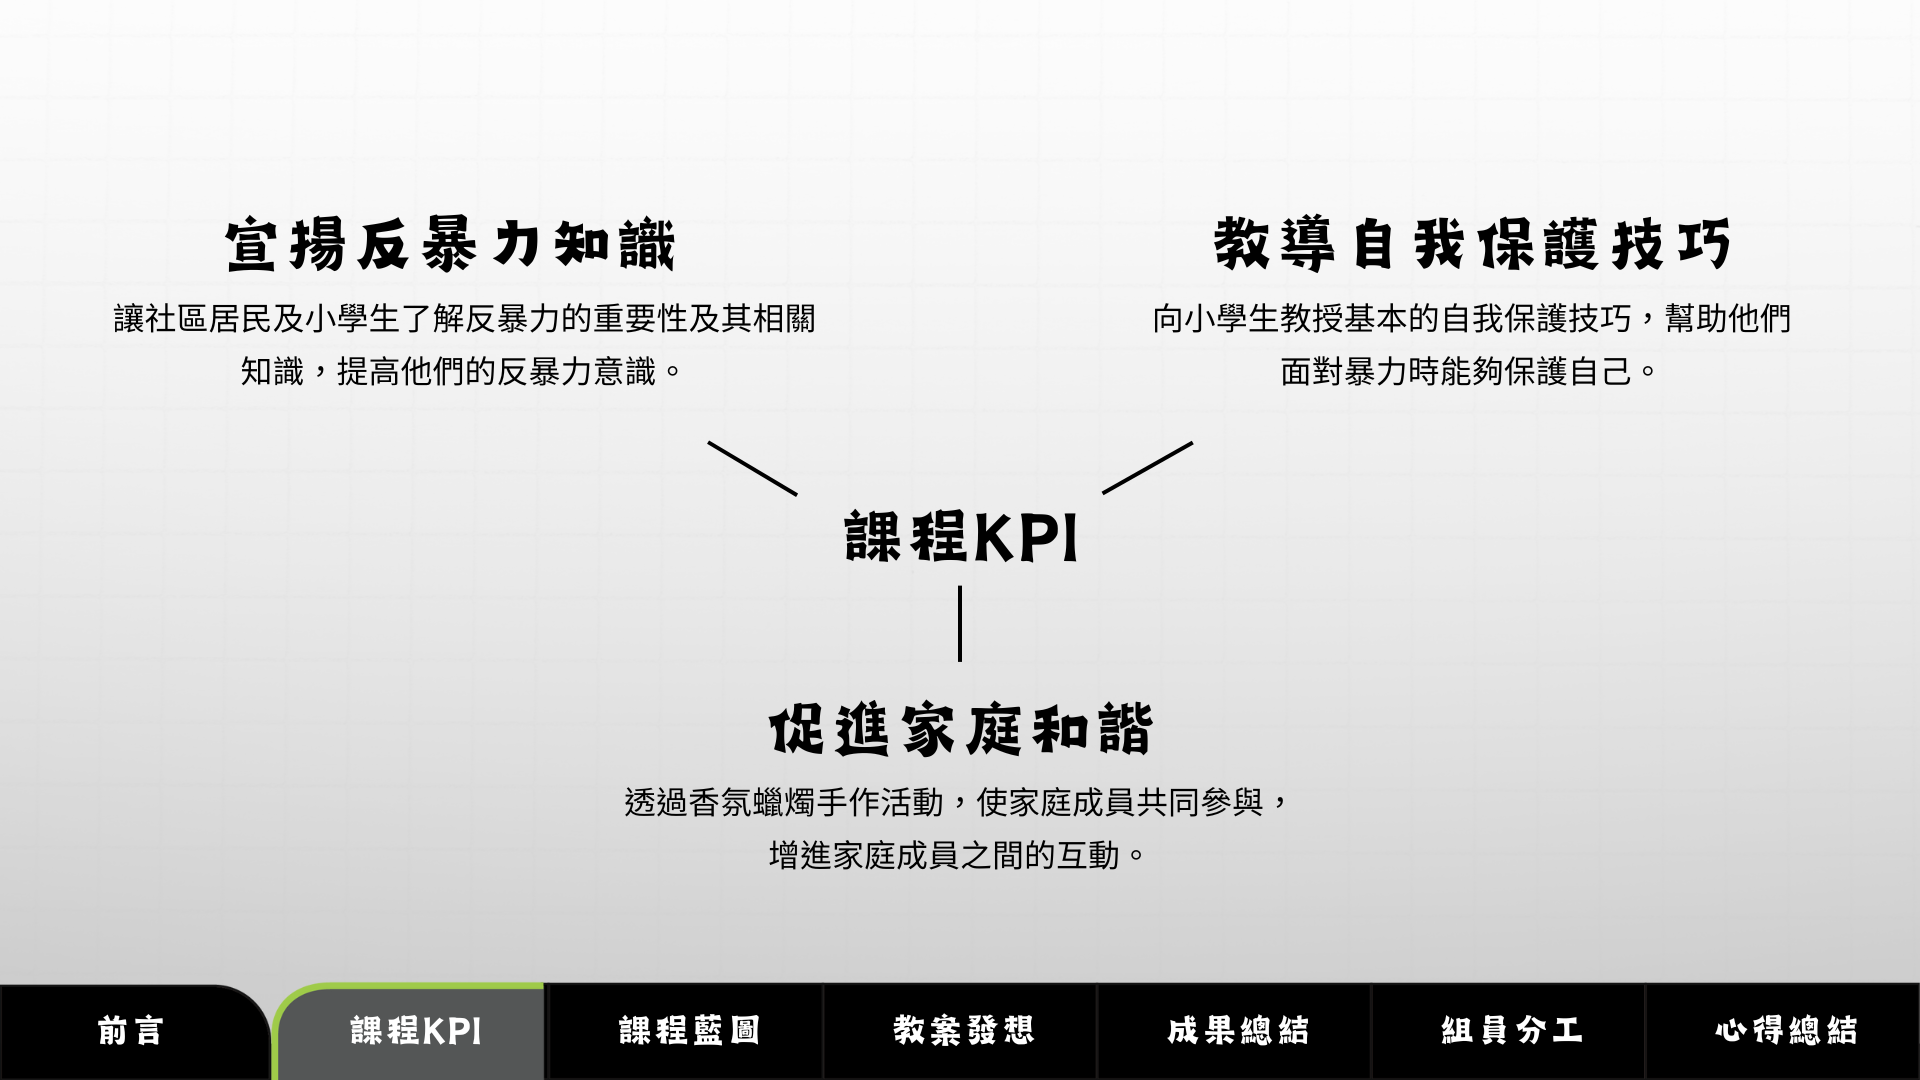 宣揚反暴力知識
讓社區居民及小學生了解反暴力的重要性及其相關
知識，提高他們的反暴力意識。
教導自我保護技巧
向小學生教授基本的自我保護技巧，幫助他們
面對暴力時能夠保護自己。
課程KPI
促進家庭和諧
透過香氛蠟燭手作活動，使家庭成員共同參與，
增進家庭成員之間的互動。
前言
課程KPI
課程藍圖
教案發想
成果總結
組員分工
心得總結